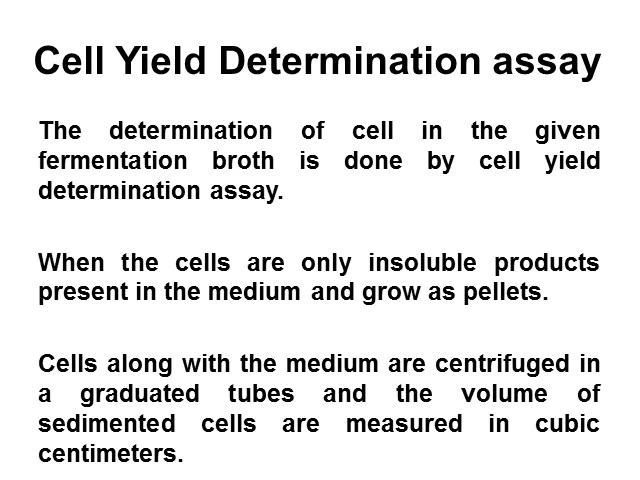 Cell Yield Determination assay
The determination of cell in the given
fermentation broth is done by cell yield
determination assay.
When the cells are only insoluble products
present in the medium and grow as pellets.
Cells along with the medium are centrifuged in
a graduated tubes and the volume of
sedimented cells are measured in cubic
centimeters.